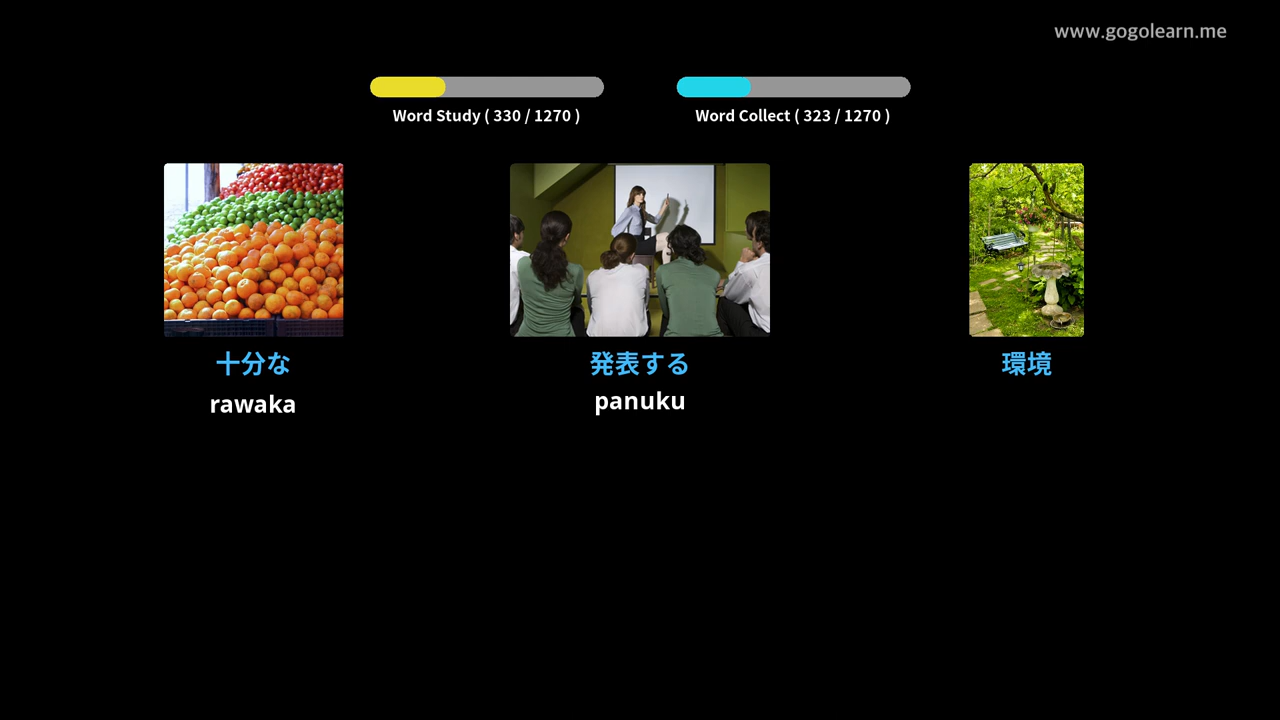 www.gogolearn.me
Word Study ( 330 / 1270 )
Word Collect ( 323 / 1270 )
十分な
rawaka
発表する
panuku
環境